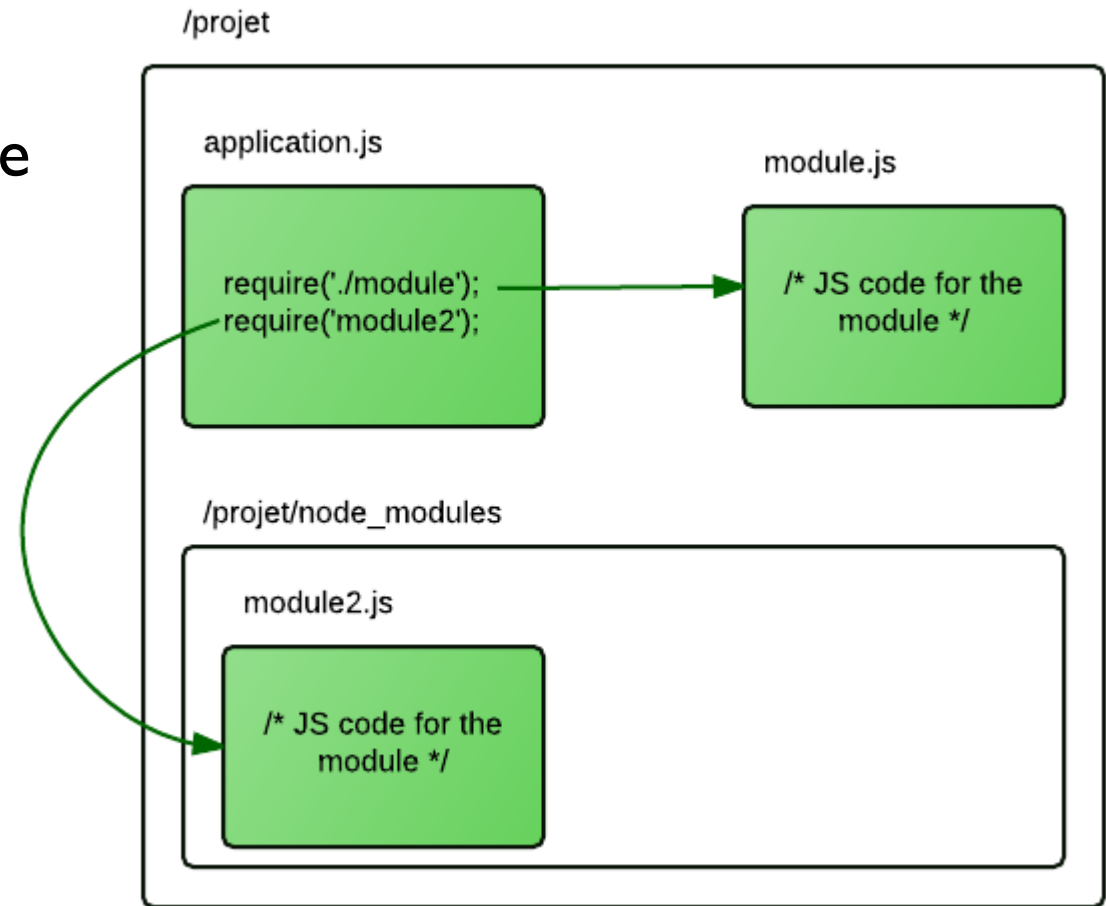 /projet
e
application.js
module.js
require('./module');
require('module2');
/* JS code for the
module */
/projet/node_modules
module2.js
/* JS code for the
module */